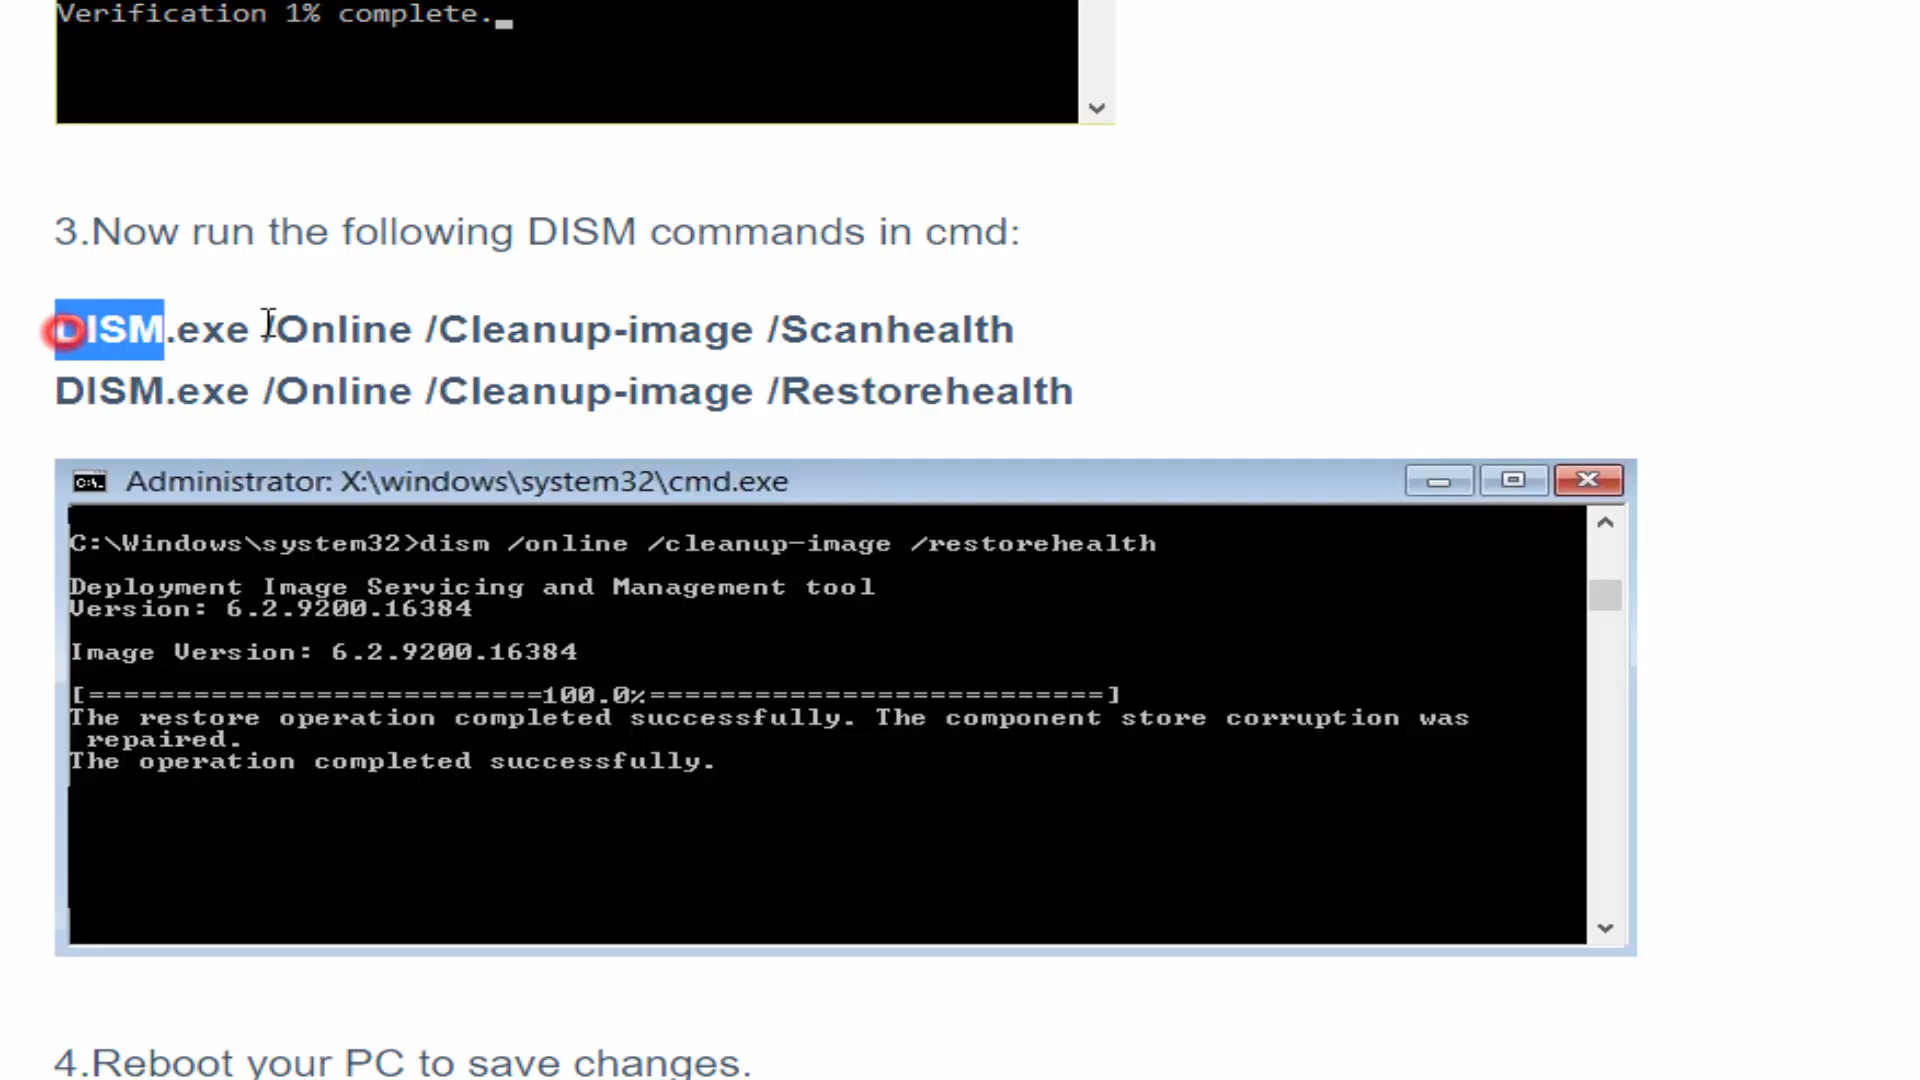 Verification 1% complete.
3.Now run the following DISM commands in cmd:
DISM.exe /Online /Cleanup-image /Scanhealth
DISM.exe /Online /Cleanup-image /Restorehealth
Administrator: X:\windows\system32\cmd.exe
C:\Windows\system32>dism /online /cleanup-image /restorehealth
Deployment Image Servicing and Management tool
Version: 6.2.9200.16384
Image Version: 6.2.9200.16384
[==========================100.0%==========================]
The restore operation completed successfully. The component store corruption was
repaired.
The operation completed successfully.
4.Reboot your PC to save changes.